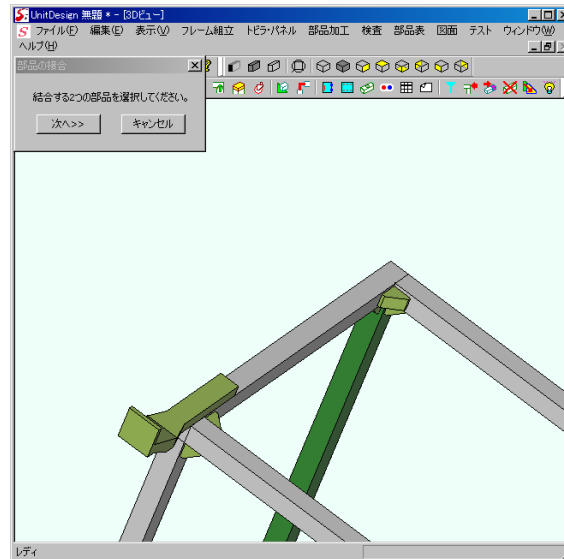 UnitDesign 無題 * - [3Dビュー]
ファイル(F) 編集(E) 表示(V) フレーム組立 トビラ・パネル 部品加工 検査 部品表 図面 テスト ウィンドウ(W)
ヘルプ(H)
部品の接合
結合する2つの部品を選択してください。
次へ>> キャンセル
レディ